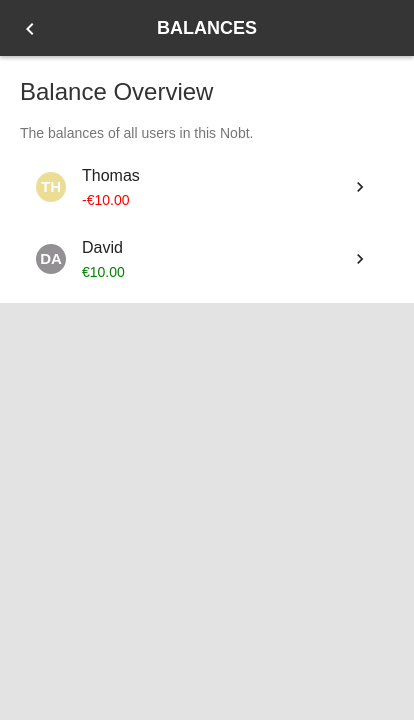 BALANCES
Balance Overview
The balances of all users in this Nobt.
TH
Thomas
-€10.00
DA
David
€10.00